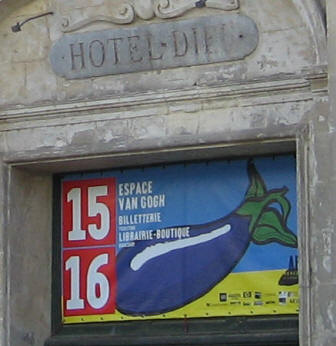 HOTEL-DIEU
15
16
ESPACE
VAN GOGH
BILLETTERIE
LIBRAIRIE-BOUTIQUE